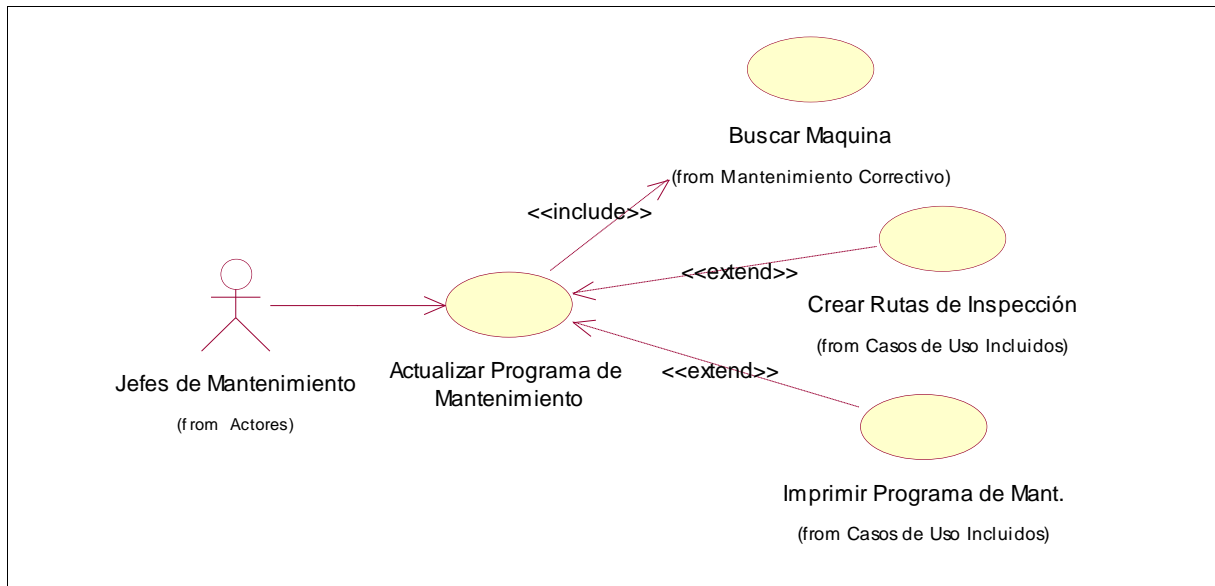 Buscar Maquina
(from Mantenimiento Correctivo)
<<include>>
<<extend>>
Crear Rutas de Inspección
(from Casos de Uso Incluidos)
Jefes de Mantenimiento
(from Actores)
Actualizar Programa de
Mantenimiento
<<extend>>
Imprimir Programa de Mant.
(from Casos de Uso Incluidos)